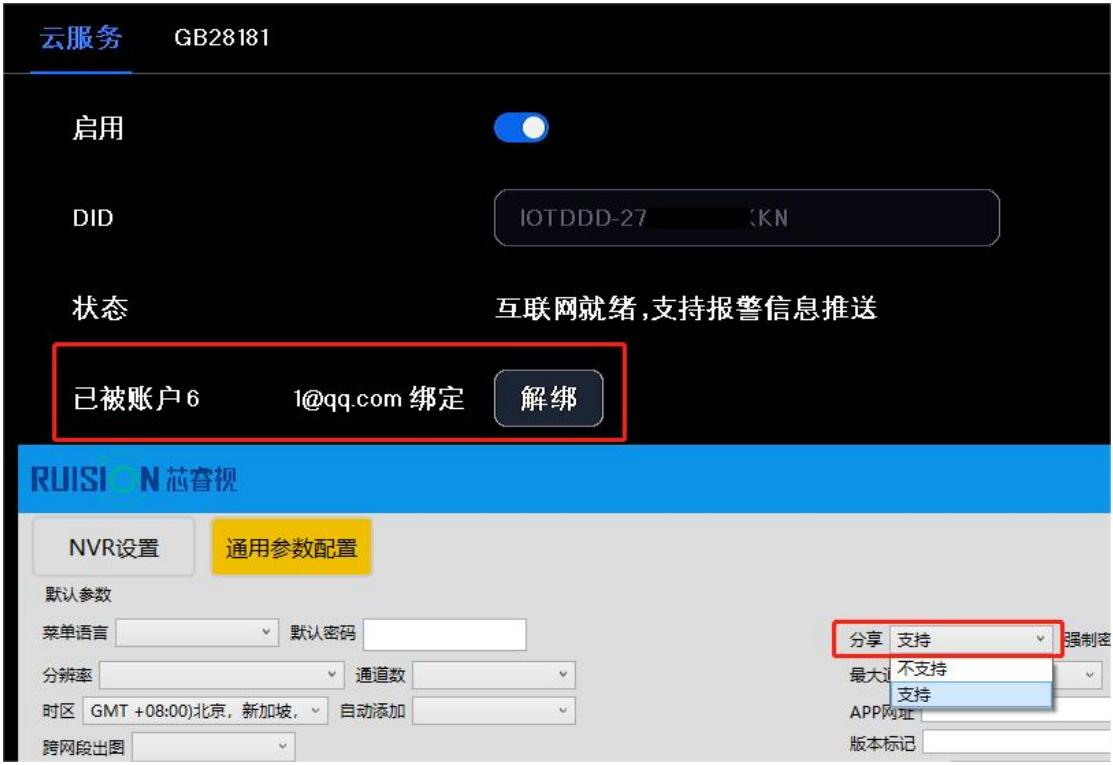 云服务 GB28181
启用
DID IOTDDD-27 KN
状态 互联网就绪,支持报警信息推送
已被账户6 1@qq.com 绑定 解绑
RUISION 芯睿视
NVR设置 通用参数配置
默认参数
菜单语言 默认密码 分享 支持 强制密
分辨率 通道数 最大 不支持
支持
时区 GMT +08:00)北京，新加坡， 自动添加 APP网址
跨网段出图 版本标记